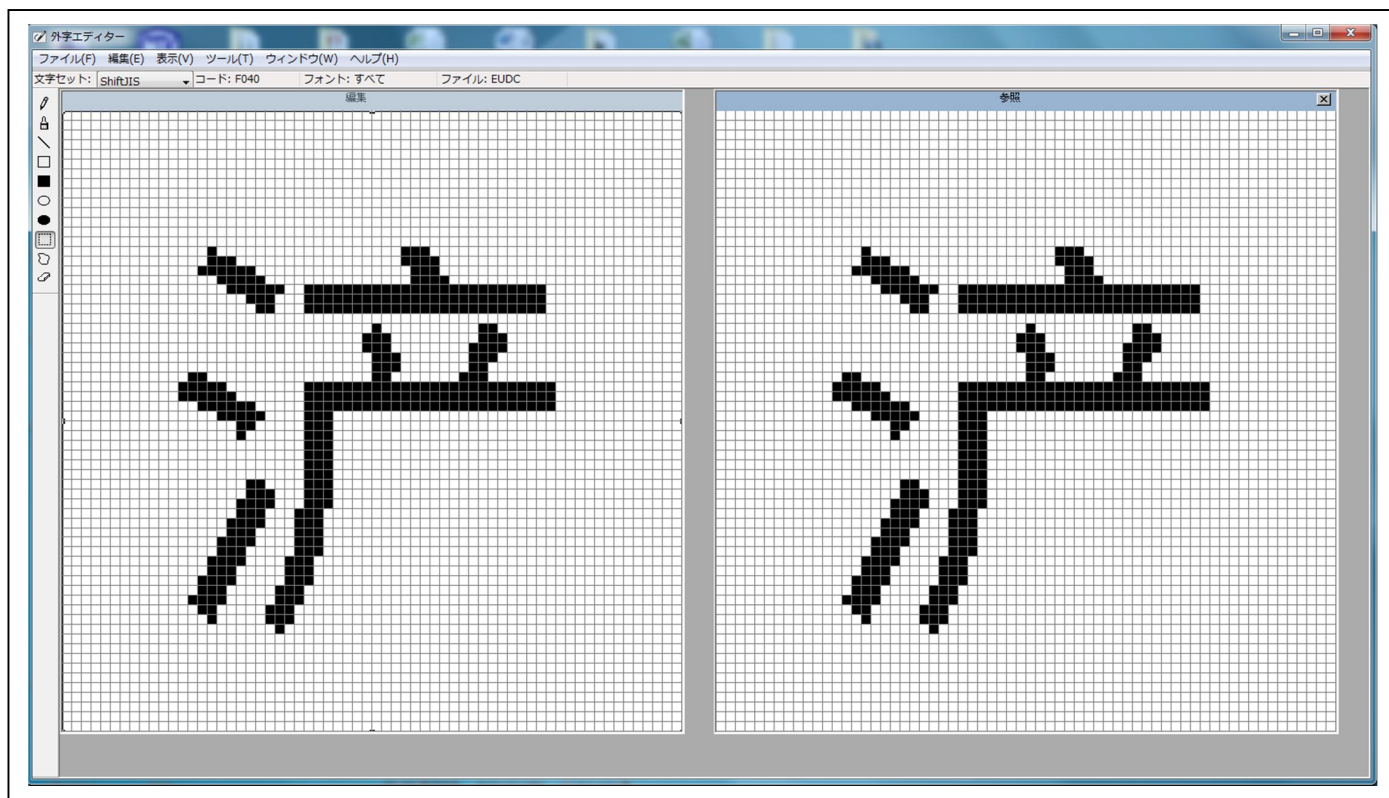 外字エディター
ファイル(F) 編集(E) 表示(V) ツール(T) ウィンドウ(W) ヘルプ(H)
文字セット: ShiftJIS コード: F040 フォント: すべて ファイル: EUDC
編集 参照
浐 浐